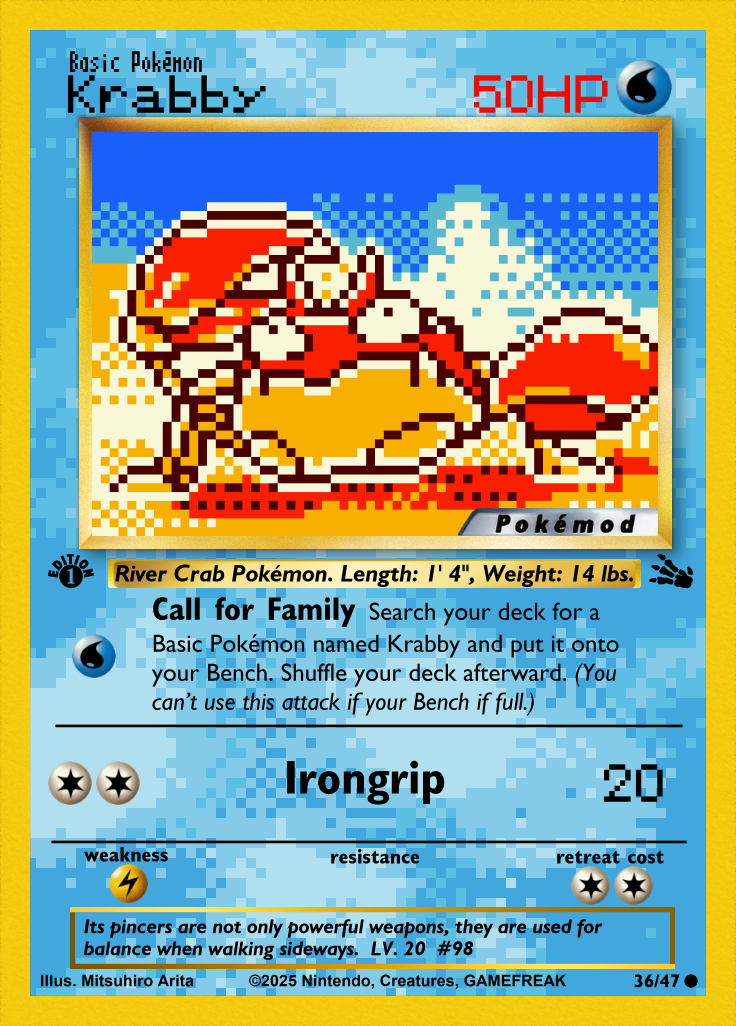 Basic Pokémon
Krabby 50HP
Pokémod
EDITION 1
River Crab Pokémon. Length: 1' 4", Weight: 14 lbs.
Call for Family Search your deck for a
Basic Pokémon named Krabby and put it onto
your Bench. Shuffle your deck afterward. (You
can't use this attack if your Bench if full.)
Irongrip 20
weakness resistance retreat cost
Its pincers are not only powerful weapons, they are used for
balance when walking sideways. LV. 20 #98
Illus. Mitsuhiro Arita ©2025 Nintendo, Creatures, GAMEFREAK 36/47